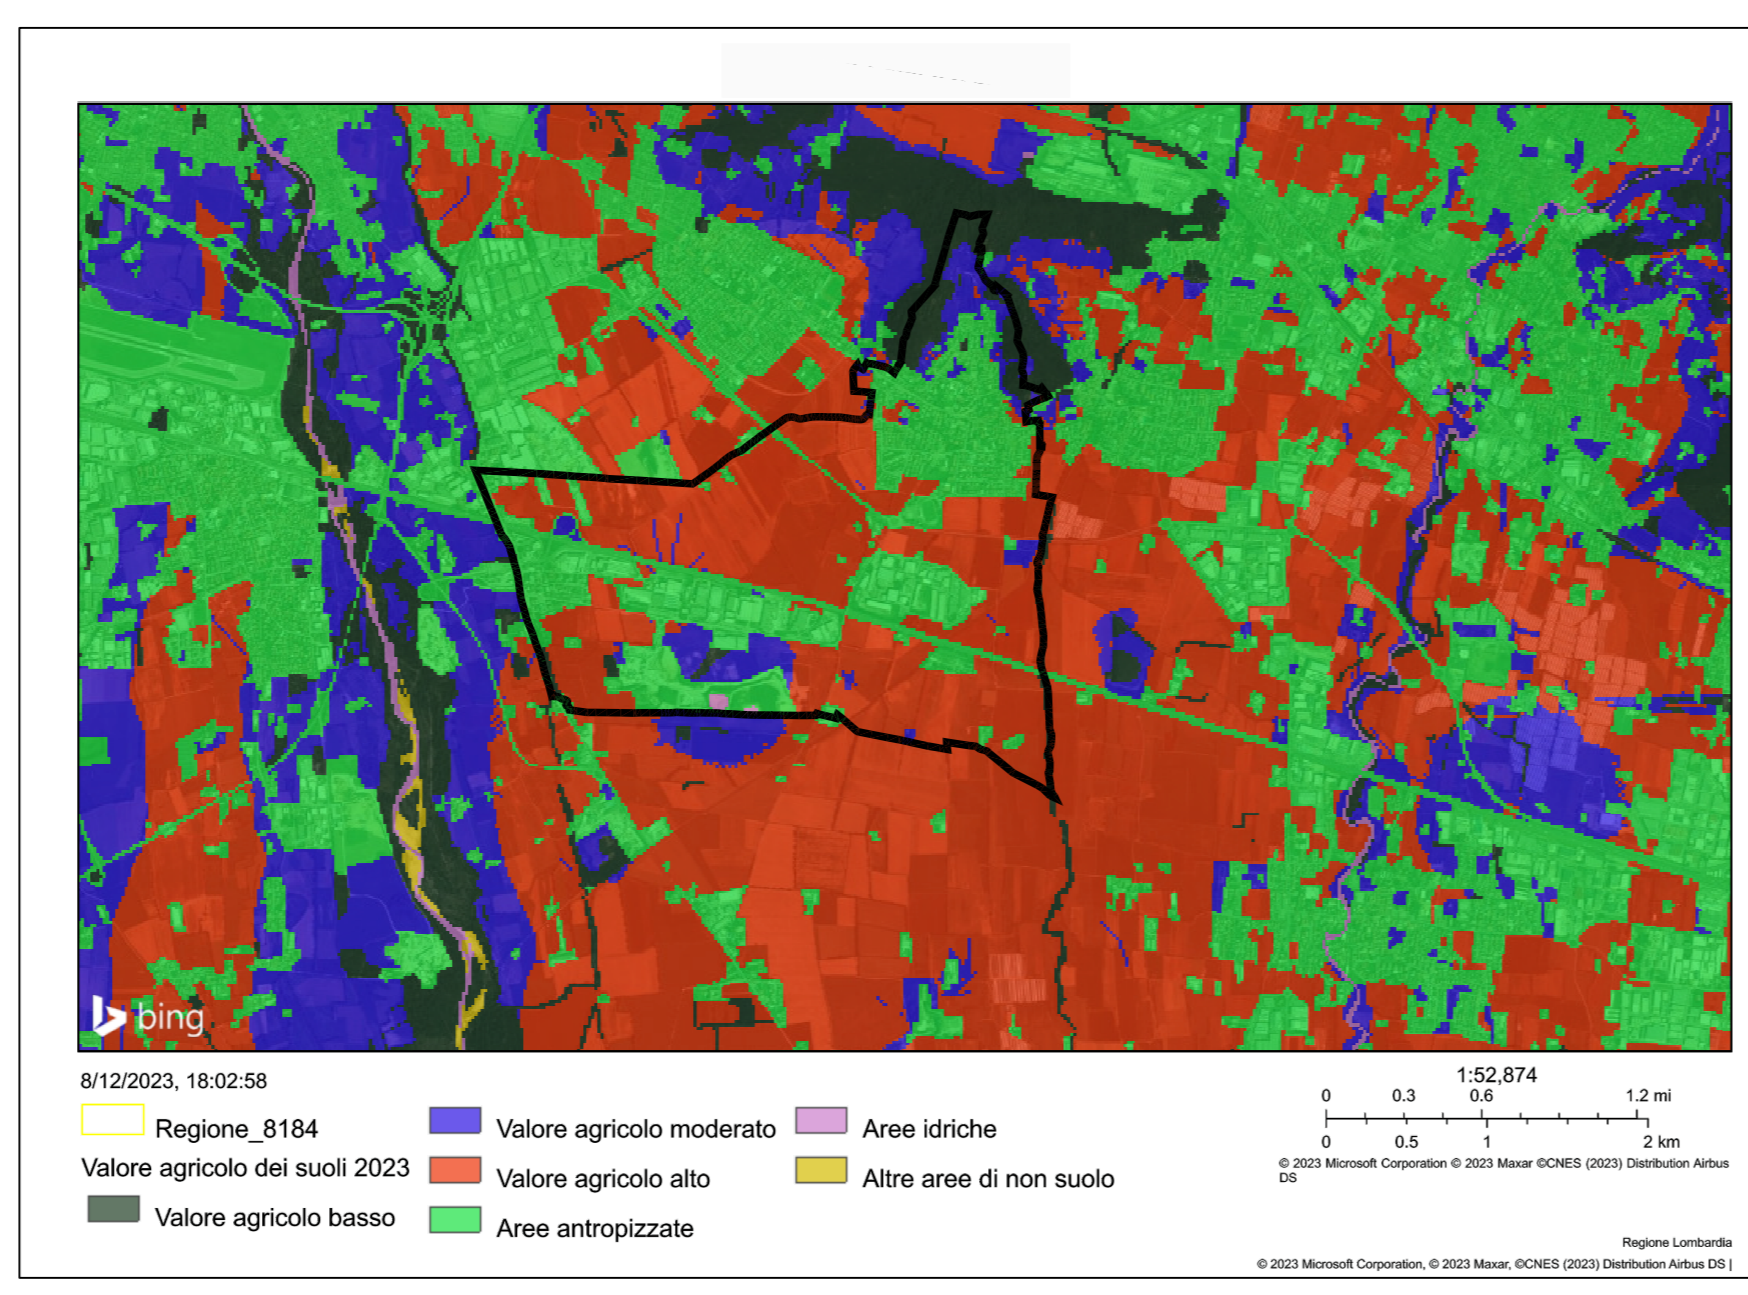 bing
8/12/2023, 18:02:58
Regione_8184
Valore agricolo dei suoli 2023
Valore agricolo basso
Valore agricolo moderato
Valore agricolo alto
Aree antropizzate
Aree idriche
Altre aree di non suolo
1:52,874
0 0.3 0.6 1.2 mi
0 0.5 1 2 km
© 2023 Microsoft Corporation © 2023 Maxar ©CNES (2023) Distribution Airbus
DS
Regione Lombardia
© 2023 Microsoft Corporation, © 2023 Maxar, ©CNES (2023) Distribution Airbus DS |